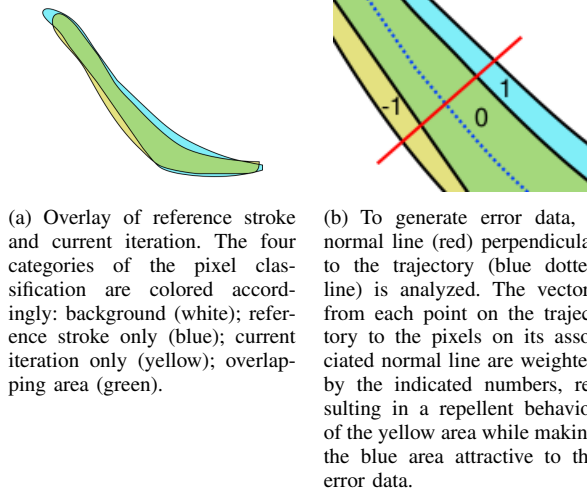 -1
0
1
(a) Overlay of reference stroke
and current iteration. The four
categories of the pixel clas-
sification are colored accord-
ingly: background (white); refer-
ence stroke only (blue); current
iteration only (yellow); overlap-
ping area (green).
(b) To generate error data,
normal line (red) perpendicula
to the trajectory (blue dotte
line) is analyzed. The vector
from each point on the trajec
tory to the pixels on its asso
ciated normal line are weighte
by the indicated numbers, re
sulting in a repellent behavio
of the yellow area while makin
the blue area attractive to th
error data.